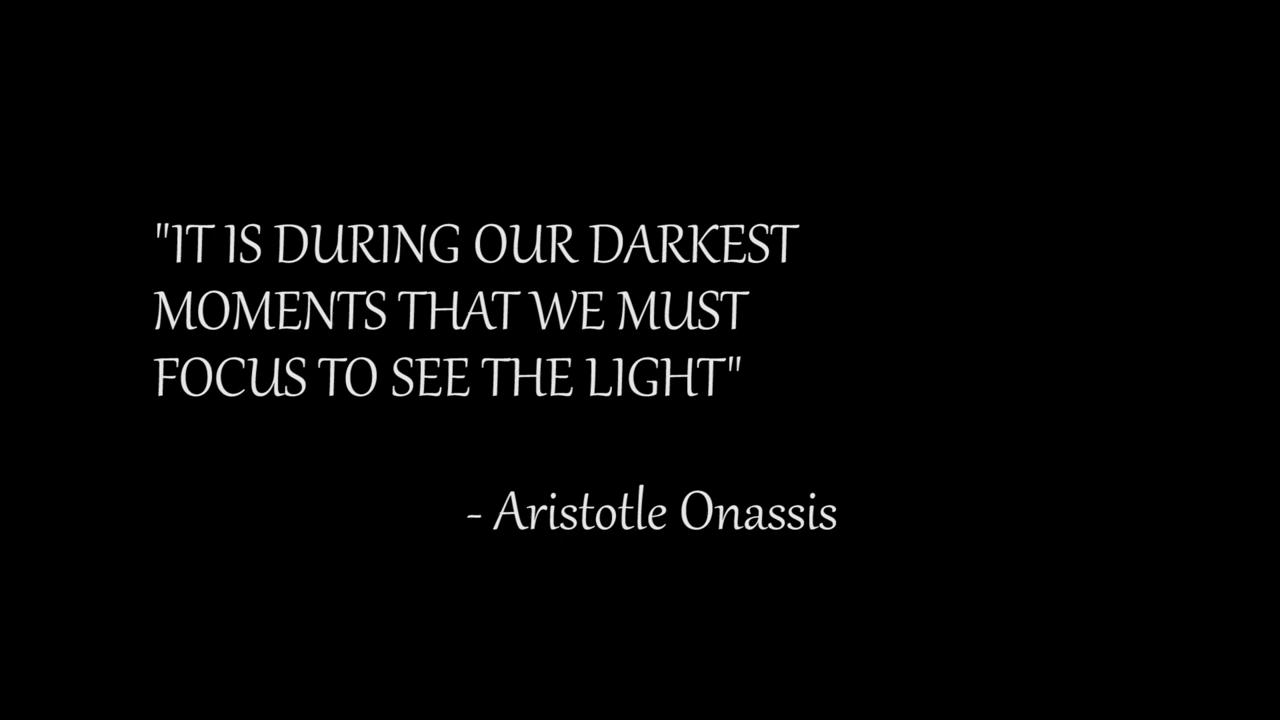 "IT IS DURING OUR DARKEST
MOMENTS THAT WE MUST
FOCUS TO SEE THE LIGHT"
- Aristotle Onassis